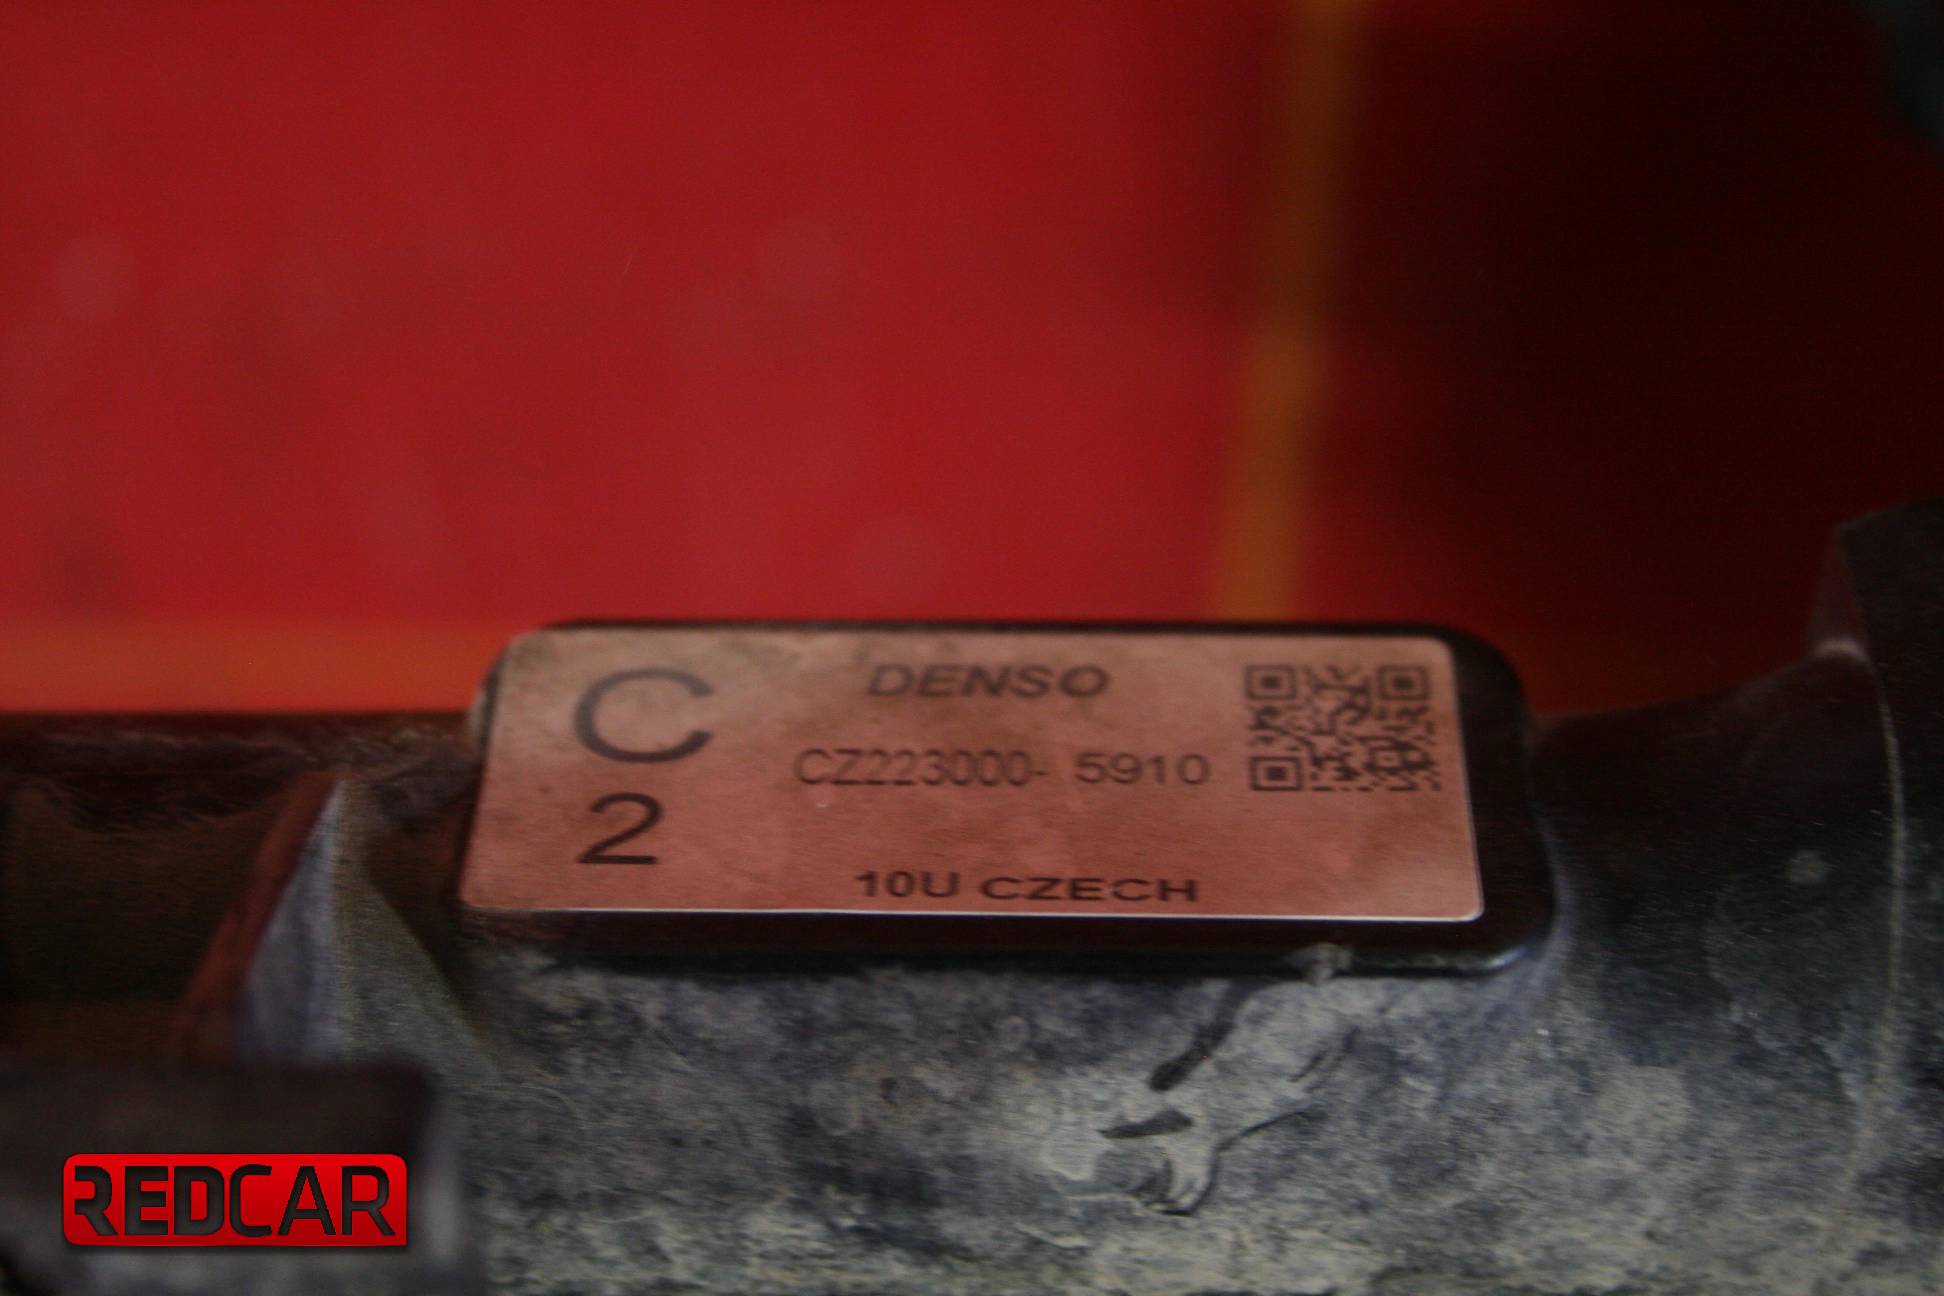 C
2
DENSO
CZ223000- 5910
10U CZECH
REDCAR